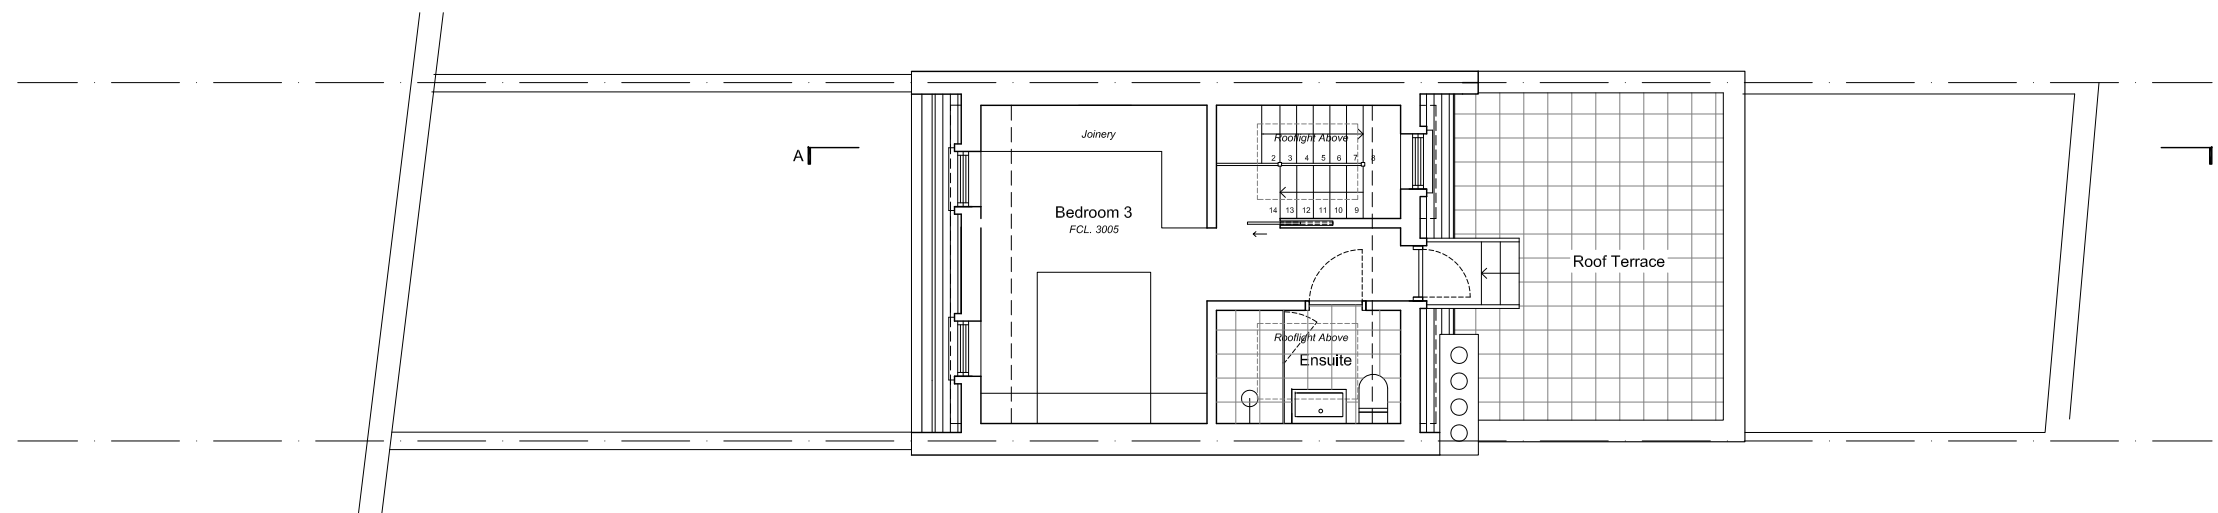 Joinery
Rooflight Above
A
2 3 4 5 6 7 8
Bedroom 3
14 13 12 11 10 9
FCL. 3005
Roof Terrace
Rooflight Above
Ensuite